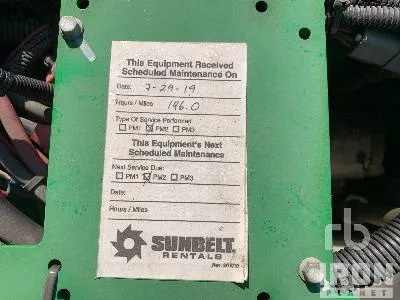 This Equipment Received
Scheduled Maintenance On
Date: 7-29-19
Hours / Miles 146.0
Type Of Service Performed
PM1 PM2 PM3
This Equipment's Next
Scheduled Maintenance
Next Service Due:
PM1 PM2 PM3
Date:
Hours / Miles
SUNBELT
RENTALS
rb
IRON
PLANET